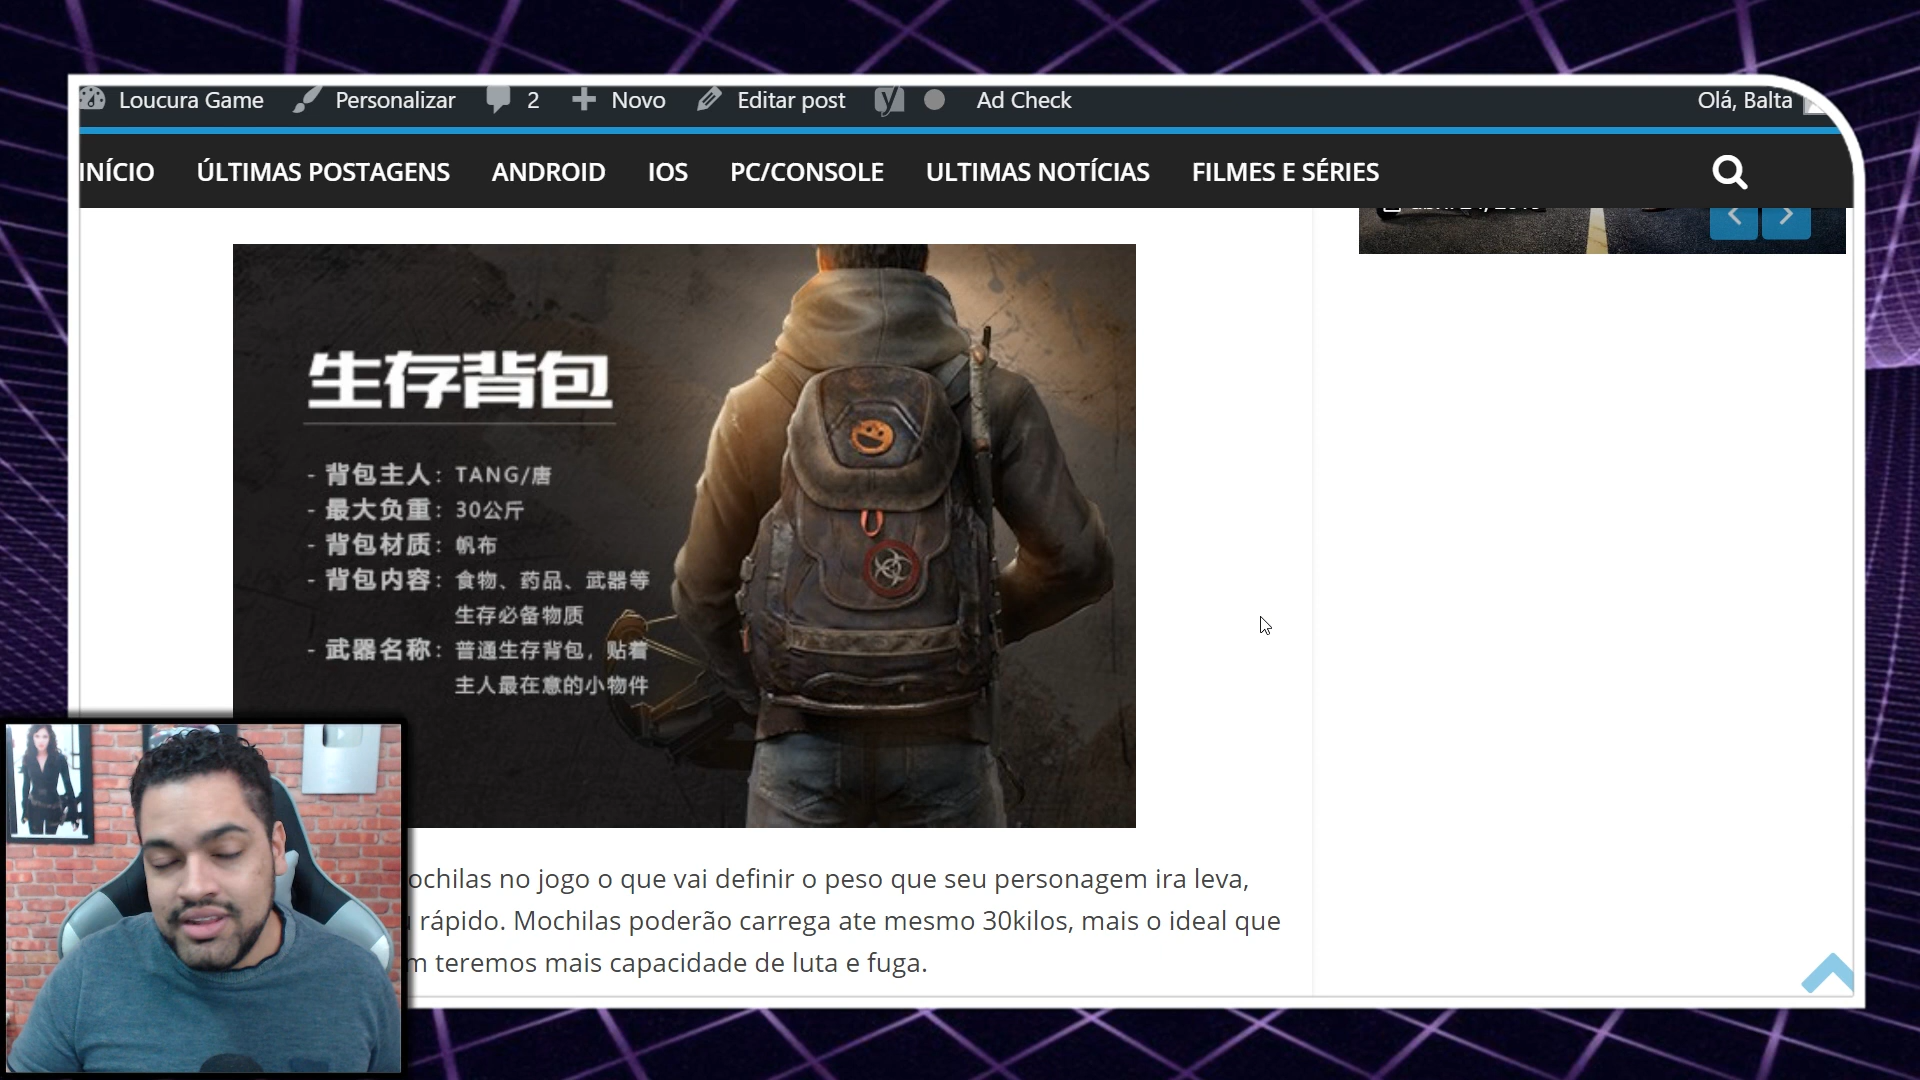 Loucura Game Personalizar 2 Novo Editar post Ad Check Olá, Balta
INÍCIO ÚLTIMAS POSTAGENS ANDROID IOS PC/CONSOLE ULTIMAS NOTÍCIAS FILMES E SÉRIES
生存背包
- 背包主人: TANG/唐
- 最大负重: 30公斤
- 背包材质: 帆布
- 背包内容: 食物、药品、武器等
生存必备物质
- 武器名称: 普通生存背包，贴着
主人最在意的小物件
ochilas no jogo o que vai definir o peso que seu personagem ira leva,
rápido. Mochilas poderão carrega ate mesmo 30kilos, mais o ideal que
m teremos mais capacidade de luta e fuga.